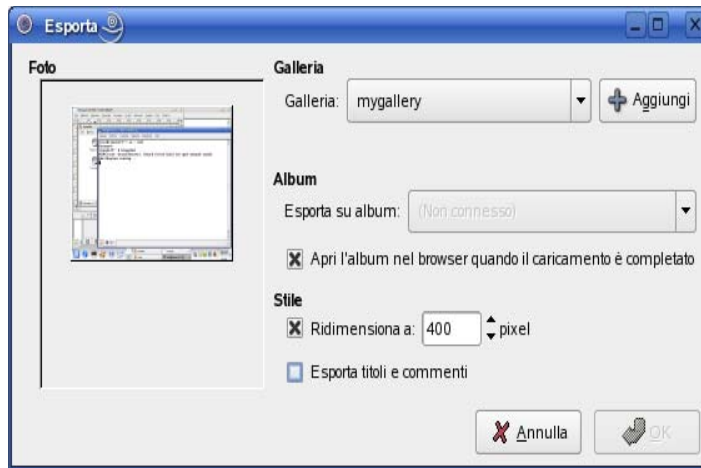 Esporta
Foto
Galleria
Galleria: mygallery Aggiungi
Album
Esporta su album: (Non connesso)
Apri l'album nel browser quando il caricamento è completato
Stile
Ridimensiona a: 400 pixel
Esporta titoli e commenti
Annulla OK